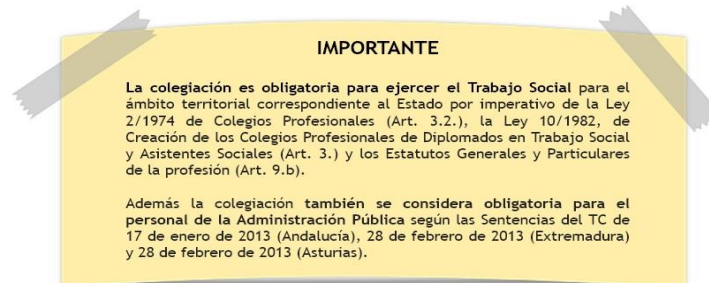 IMPORTANTE
La colegiación es obligatoria para ejercer el Trabajo Social para el
ámbito territorial correspondiente al Estado por imperativo de la Ley
2/1974 de Colegios Profesionales (Art. 3.2.), la Ley 10/1982, de
Creación de los Colegios Profesionales de Diplomados en Trabajo Social
y Asistentes Sociales (Art. 3.) y los Estatutos Generales y Particulares
de la profesión (Art. 9.b).
Además la colegiación también se considera obligatoria para el
personal de la Administración Pública según las Sentencias del TC de
17 de enero de 2013 (Andalucía), 28 de febrero de 2013 (Extremadura)
y 28 de febrero de 2013 (Asturias).